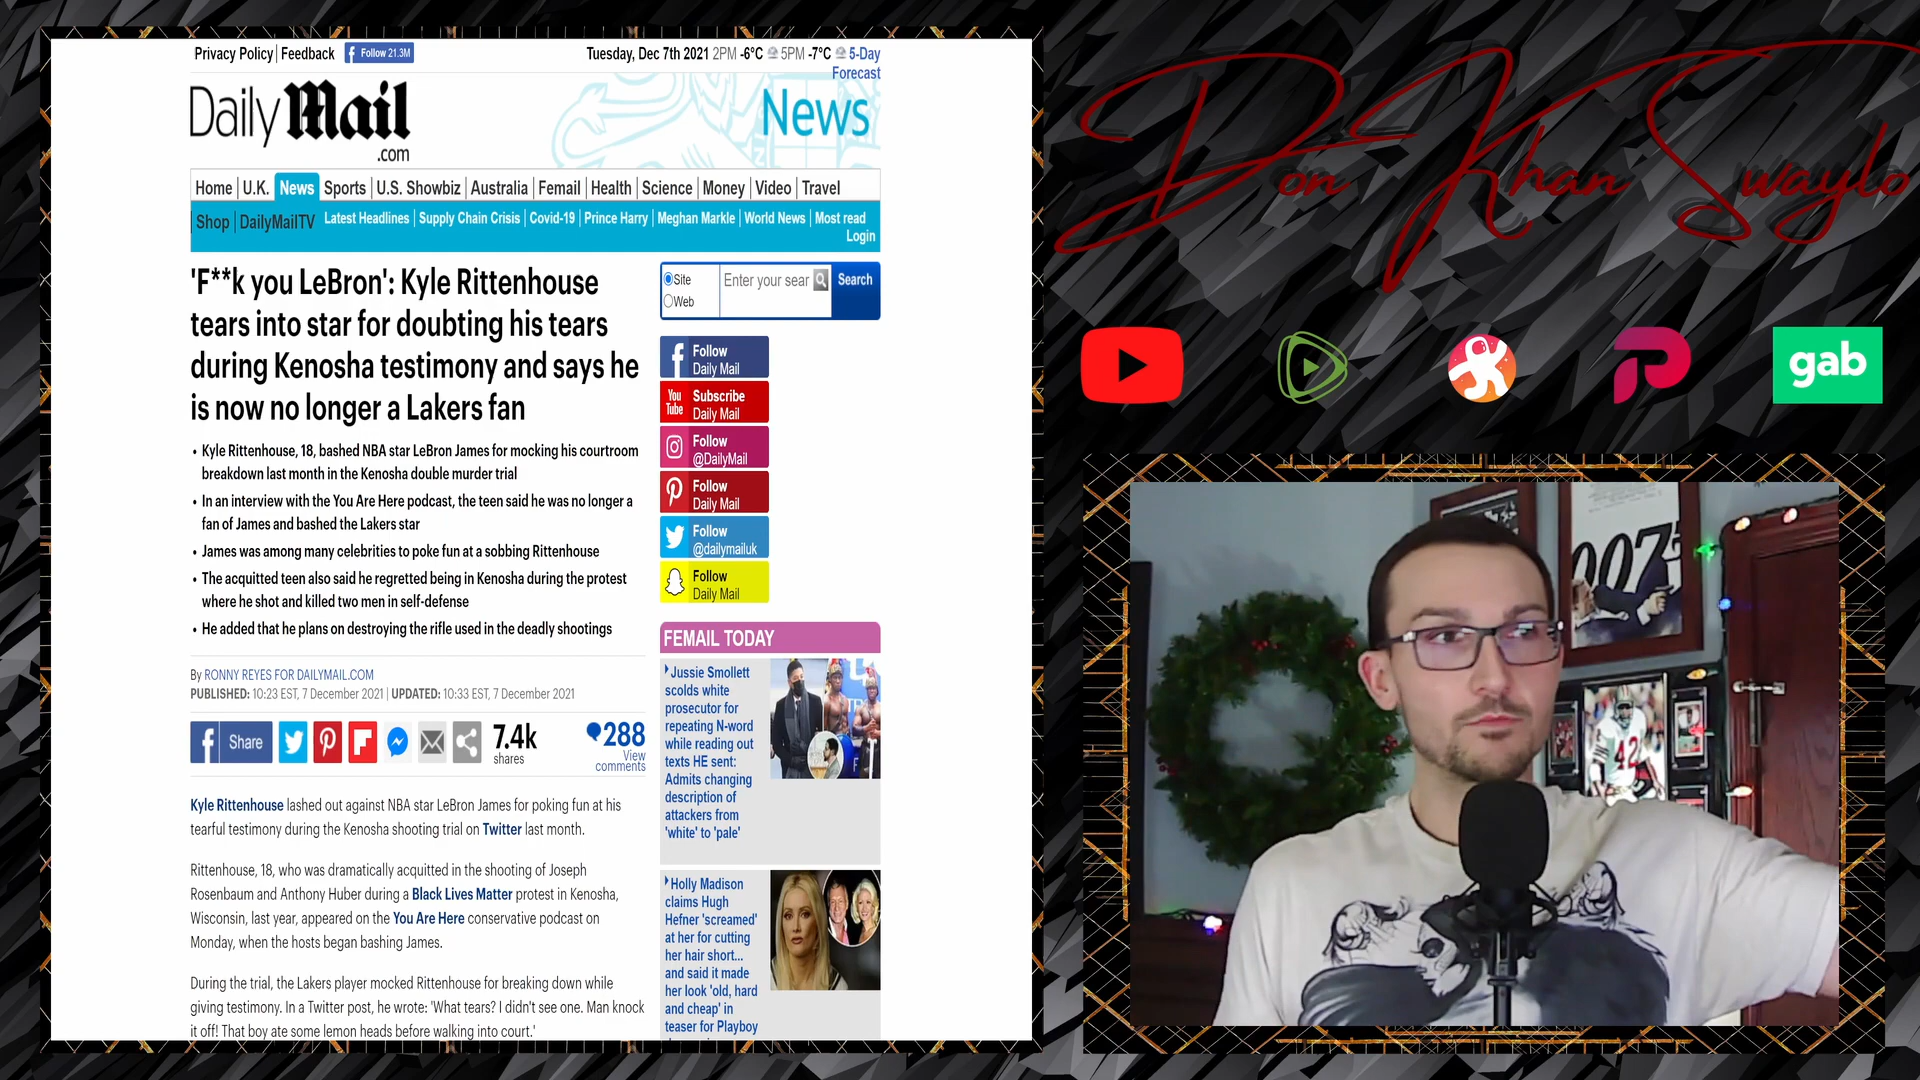 Privacy Policy Feedback Follow 21.3M
Tuesday, Dec 7th 2021 2PM -6°C 5PM -7°C 5-Day
Forecast
Daily Mail
.com
News
Home U.K. News Sports U.S. Showbiz Australia Femail Health Science Money Video Travel
Shop DailyMailTV Latest Headlines Supply Chain Crisis Covid-19 Prince Harry Meghan Markle World News Most read
Login
'F**k you LeBron': Kyle Rittenhouse
tears into star for doubting his tears
during Kenosha testimony and says he
is now no longer a Lakers fan
• Kyle Rittenhouse, 18, bashed NBA star LeBron James for mocking his courtroom
breakdown last month in the Kenosha double murder trial
• In an interview with the You Are Here podcast, the teen said he was no longer a
fan of James and bashed the Lakers star
• James was among many celebrities to poke fun at a sobbing Rittenhouse
• The acquitted teen also said he regretted being in Kenosha during the protest
where he shot and killed two men in self-defense
• He added that he plans on destroying the rifle used in the deadly shootings
By RONNY REYES FOR DAILYMAIL.COM
PUBLISHED: 10:23 EST, 7 December 2021 | UPDATED: 10:33 EST, 7 December 2021
Share
7.4k
shares
288
View
comments
Kyle Rittenhouse lashed out against NBA star LeBron James for poking fun at his
tearful testimony during the Kenosha shooting trial on Twitter last month.
Rittenhouse, 18, who was dramatically acquitted in the shooting of Joseph
Rosenbaum and Anthony Huber during a Black Lives Matter protest in Kenosha,
Wisconsin, last year, appeared on the You Are Here conservative podcast on
Monday, when the hosts began bashing James.
During the trial, the Lakers player mocked Rittenhouse for breaking down while
giving testimony. In a Twitter post, he wrote: 'What tears? I didn't see one. Man knock
it off! That boy ate some lemon heads before walking into court.'
Site
Web
Enter your sear
Search
Follow
Daily Mail
You
Tube
Subscribe
Daily Mail
Follow
@DailyMail
Follow
Daily Mail
Follow
@dailymailuk
Follow
Daily Mail
FEMAIL TODAY
Jussie Smollett
scolds white
prosecutor for
repeating N-word
while reading out
texts HE sent:
Admits changing
description of
attackers from
'white' to 'pale'
Holly Madison
claims Hugh
Hefner 'screamed'
at her for cutting
her hair short...
and said it made
her look 'old, hard
and cheap' in
teaser for Playboy
Don Khan Swaylo
gab
007
42